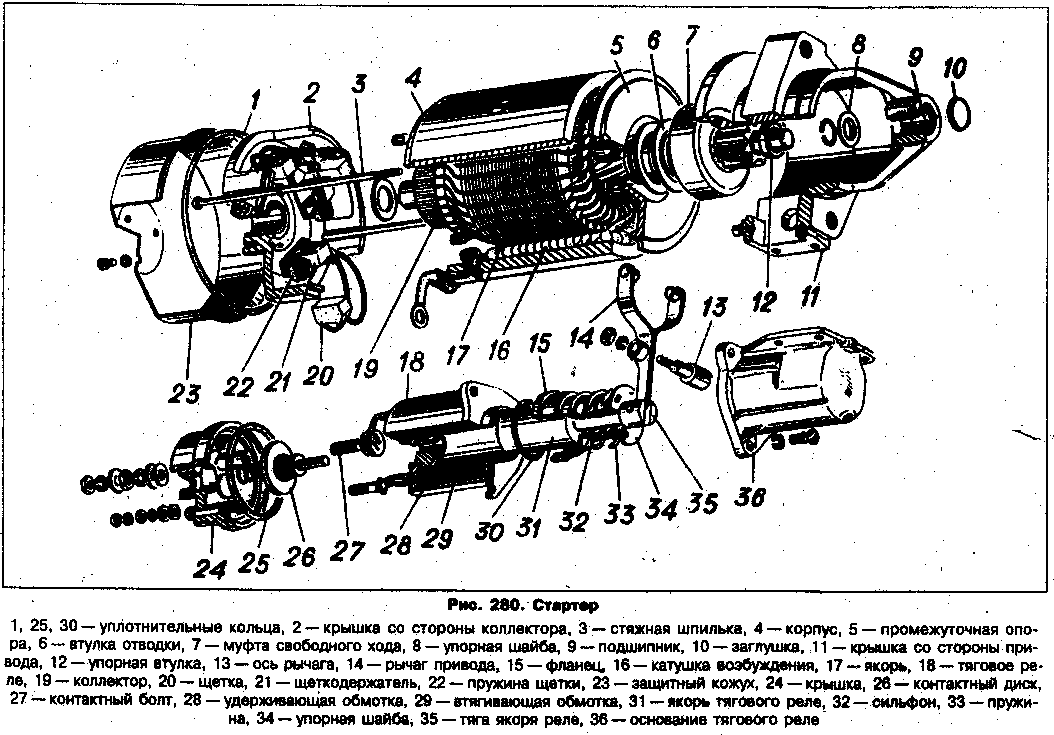 1 2 3 4 5 6 7 8 9 10
11 12 13 14 15 16 17 18 19 20 21 22 23
24 25 26 27 28 29 30 31 32 33 34 35 36
Рис. 280. Стартер
1, 25, 30 — уплотнительные кольца, 2 — крышка со стороны коллектора, 3 — стяжная шпилька, 4 — корпус, 5 — промежуточная опо-
ра, 6 — втулка отводки, 7 — муфта свободного хода, 8 — упорная шайба, 9 — подшипник, 10 — заглушка, 11 — крышка со стороны при-
вода, 12 — упорная втулка, 13 — ось рычага, 14 — рычаг привода, 15 — фланец, 16 — катушка возбуждения, 17 — якорь, 18 — тяговое ре-
ле, 19 — коллектор, 20 — щетка, 21 — щеткодержатель, 22 — пружина щетки, 23 — защитный кожух, 24 — крышка, 26 — контактный диск,
27 — контактный болт, 28 — удерживающая обмотка, 29 — втягивающая обмотка, 31 — якорь тягового реле, 32 — сильфон, 33 — пружи-
на, 34 — упорная шайба, 35 — тяга якоря реле, 36 — основание тягового реле